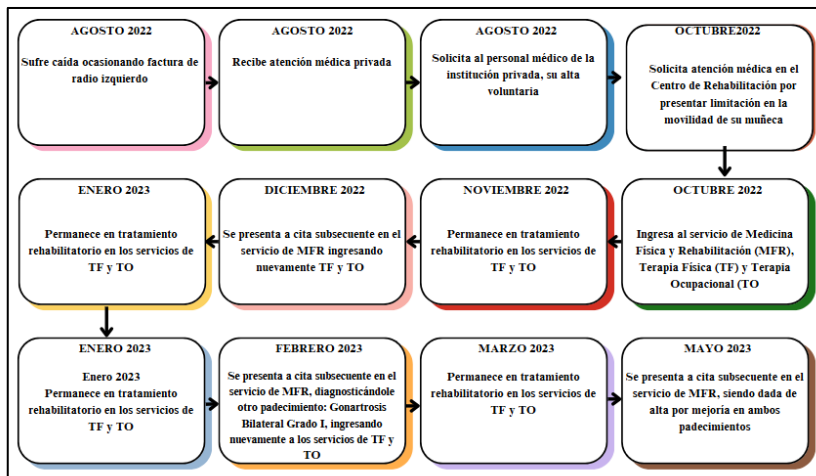 AGOSTO 2022
Sufre caída ocasionando factura de
radio izquierdo
AGOSTO 2022
Recibe atención médica privada
AGOSTO 2022
Solicita al personal médico de la
institución privada, su alta
voluntaria
OCTUBRE2022
Solicita atención médica en el
Centro de Rehabilitación por
presentar limitación en la
movilidad de su muñeca
OCTUBRE 2022
Ingresa al servicio de Medicina
Física y Rehabilitación (MFR),
Terapia Física (TF) y Terapia
Ocupacional (TO
NOVIEMBRE 2022
Permanece en tratamiento
rehabilitatorio en los servicios de
TF y TO
DICIEMBRE 2022
Se presenta a cita subsecuente en el
servicio de MFR ingresando
nuevamente TF y TO
ENERO 2023
Permanece en tratamiento
rehabilitatorio en los servicios de
TF y TO
ENERO 2023
Enero 2023
Permanece en tratamiento
rehabilitatorio en los servicios de
TF y TO
FEBRERO 2023
Se presenta a cita subsecuente en el
servicio de MFR, diagnosticándole
otro padecimiento: Gonartrosis
Bilateral Grado I, ingresando
nuevamente a los servicios de TF y
TO
MARZO 2023
Permanece en tratamiento
rehabilitatorio en los servicios de
TF y TO
MAYO 2023
Se presenta a cita subsecuente en el
servicio de MFR, siendo dada de
alta por mejoría en ambos
padecimientos